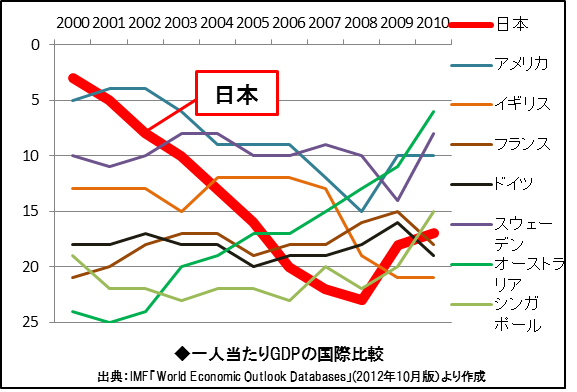 2000 2001 2002 2003 2004 2005 2006 2007 2008 2009 2010
0
5
10
15
20
25
日本
日本
アメリカ
イギリス
フランス
ドイツ
スウェー
デン
オーストラ
リア
シンガ
ポール
◆一人当たりGDPの国際比較
出典：IMF「World Economic Outlook Databases」(2012年10月版)より作成